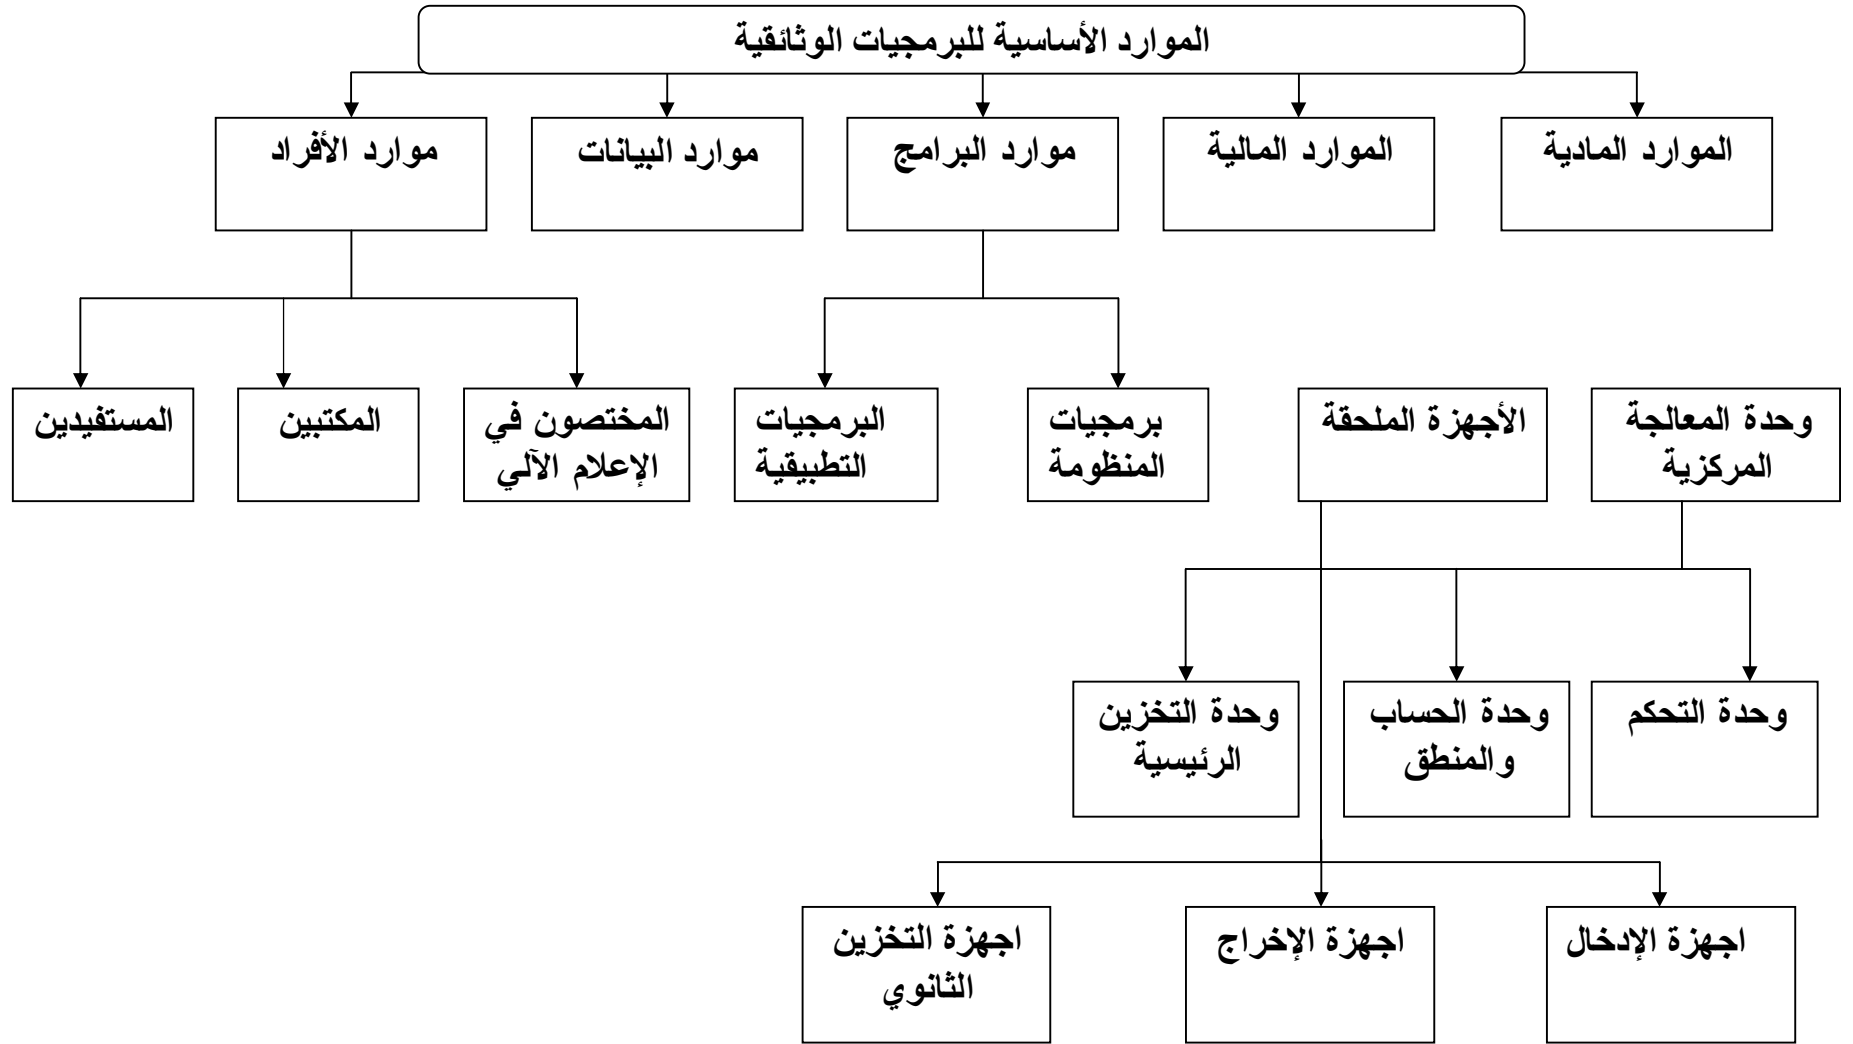 الموارد الأساسية للبرمجيات الوثائقية
الموارد المادية
الموارد المالية
موارد البرامج
موارد البيانات
موارد الأفراد
وحدة المعالجة
المركزية
الأجهزة الملحقة
برمجيات
المنظومة
البرمجيات
التطبيقية
المختصون في
الإعلام الآلي
المكتبين
المستفيدين
وحدة التحكم
وحدة الحساب
والمنطق
وحدة التخزين
الرئيسية
اجهزة الإدخال
اجهزة الإخراج
اجهزة التخزين
الثانوي